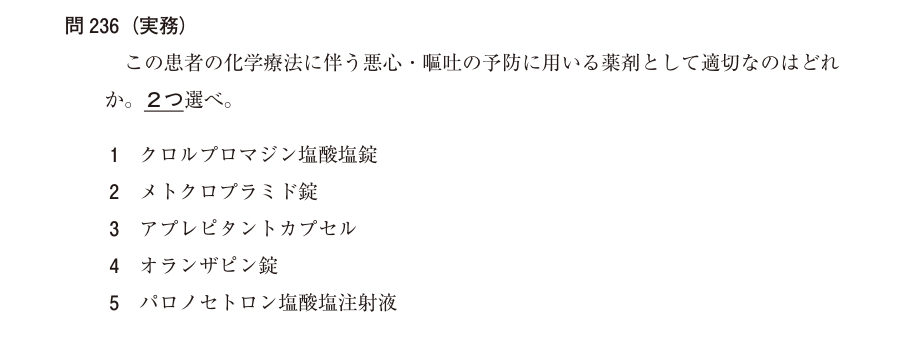 問 236（実務）
この患者の化学療法に伴う悪心・嘔吐の予防に用いる薬剤として適切なのはどれ
か。２つ選べ。
1 クロルプロマジン塩酸塩錠
2 メトクロプラミド錠
3 アプレピタントカプセル
4 オランザピン錠
5 パロノセトロン塩酸塩注射液